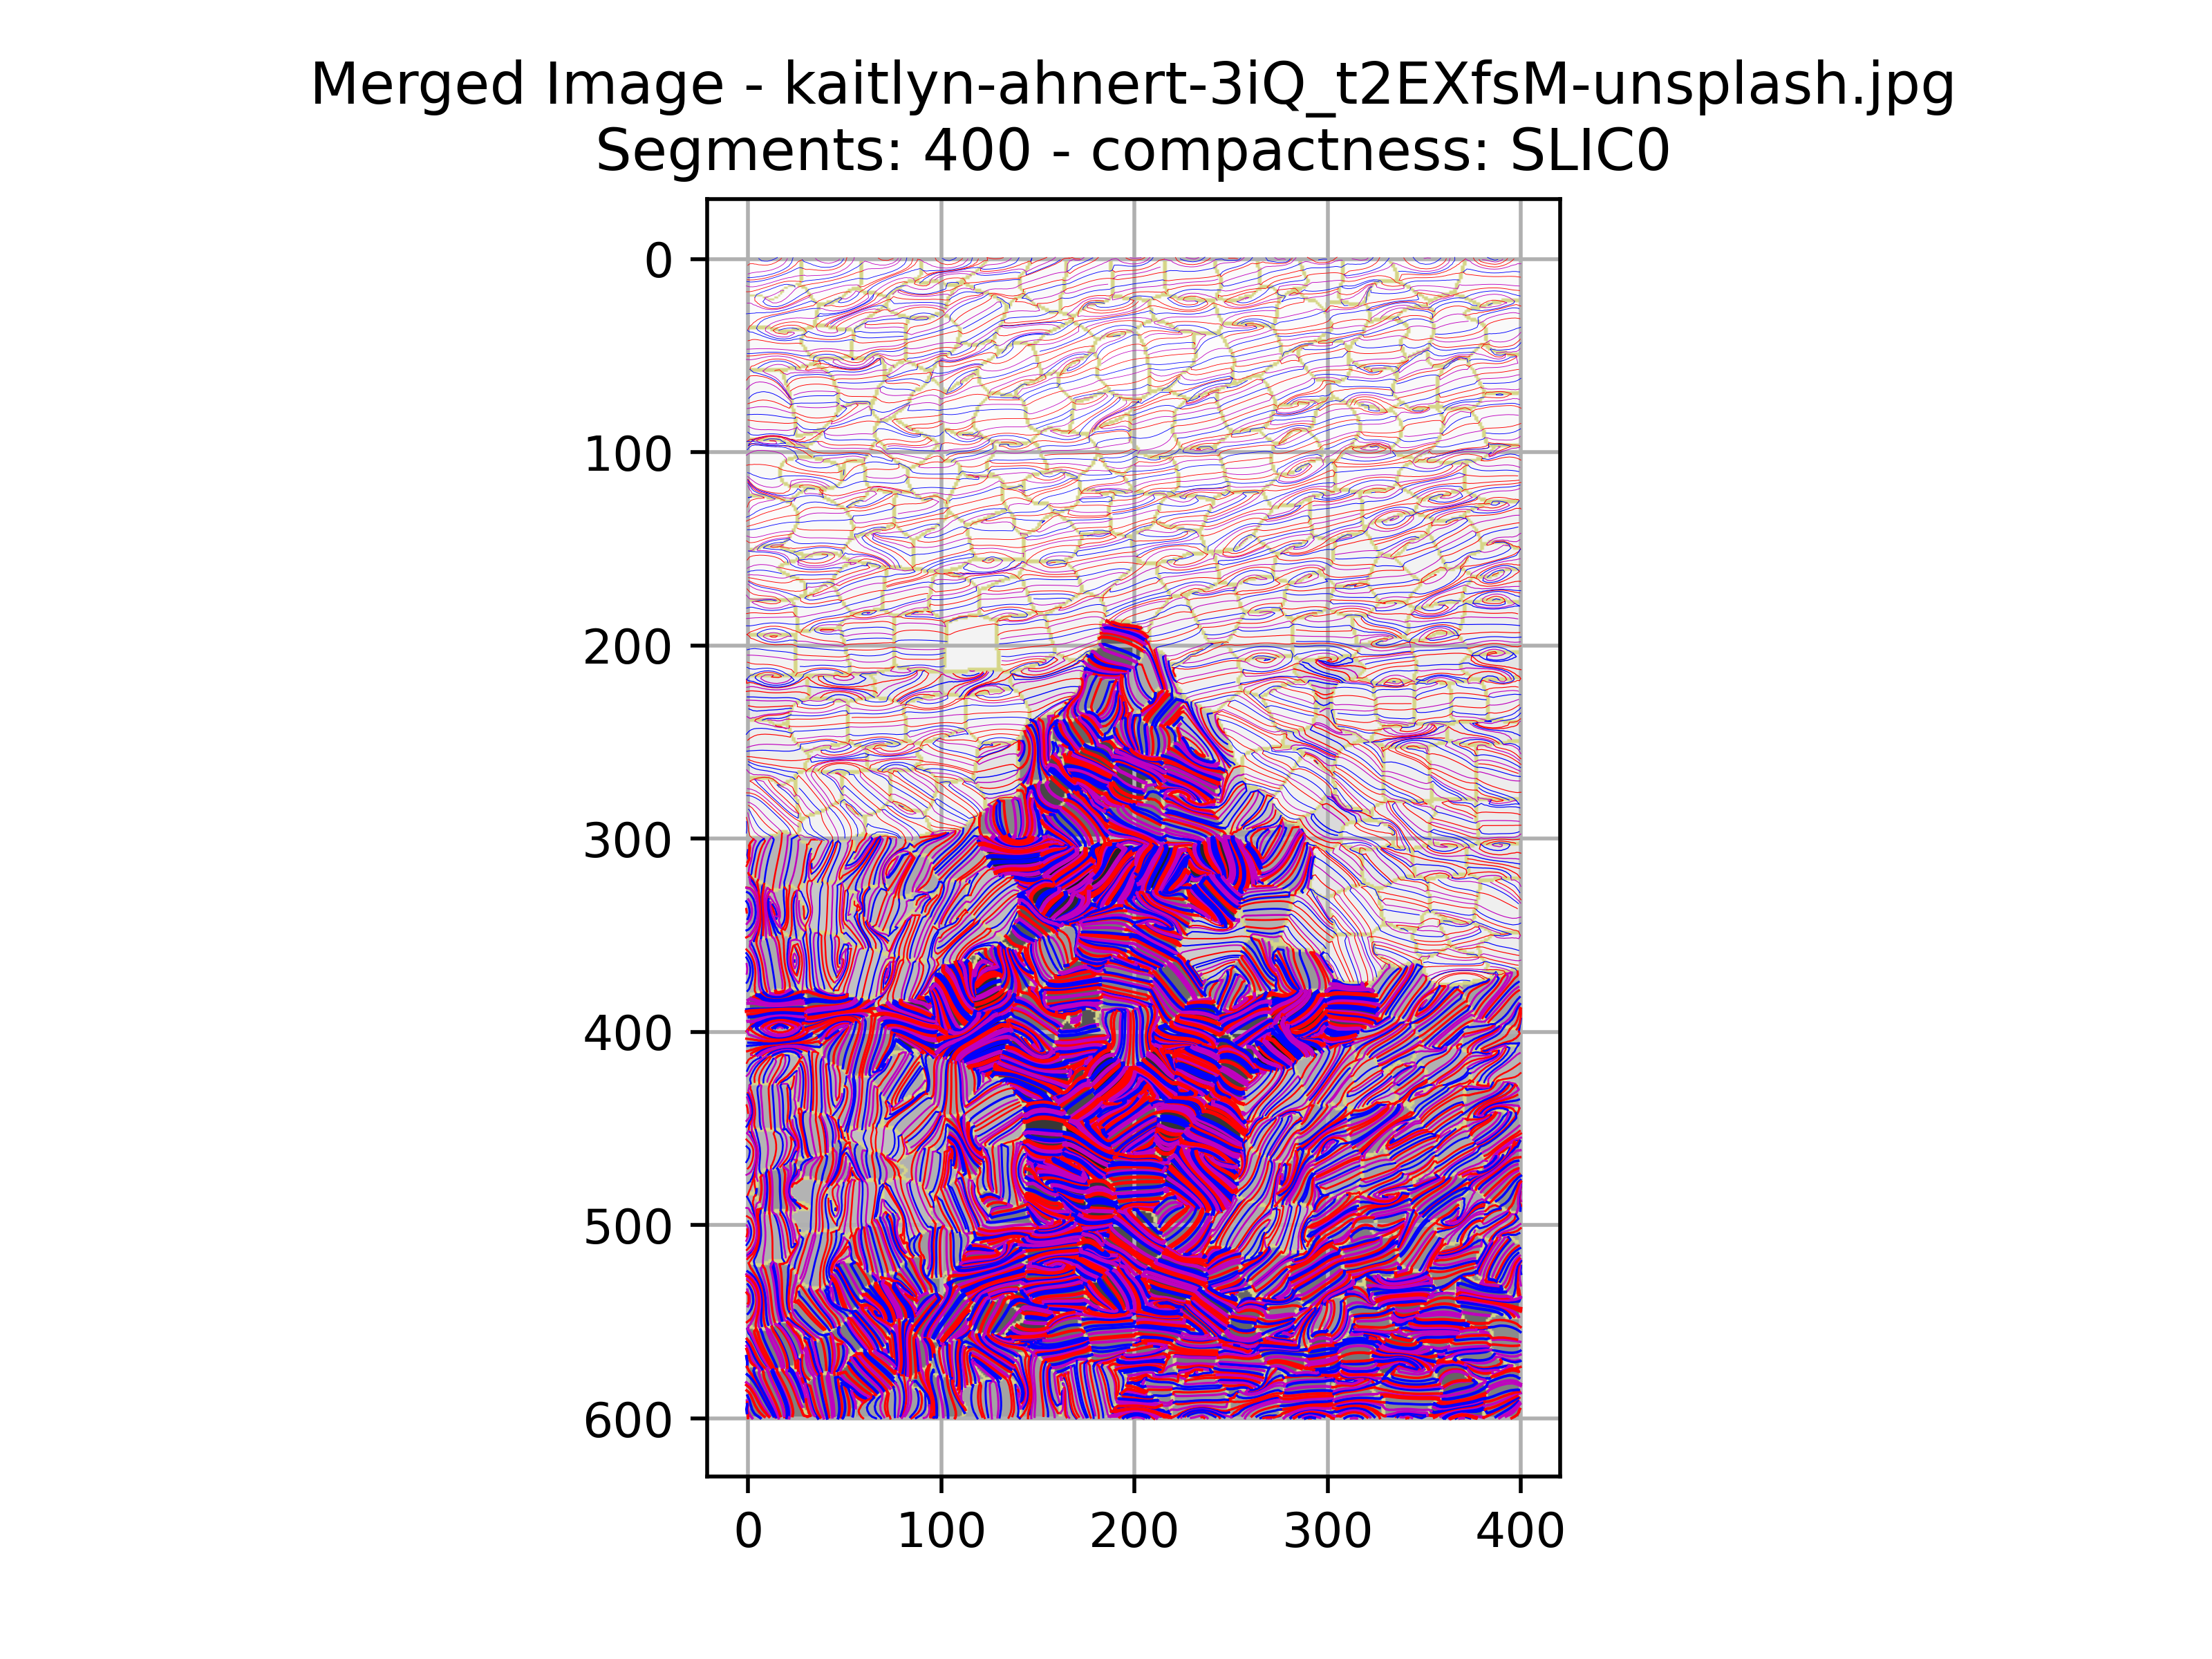 Merged Image - kaitlyn-ahnert-3iQ_t2EXfsM-unsplash.jpg
Segments: 400 - compactness: SLIC0
0
100
200
300
400
500
600
0 100 200 300 400